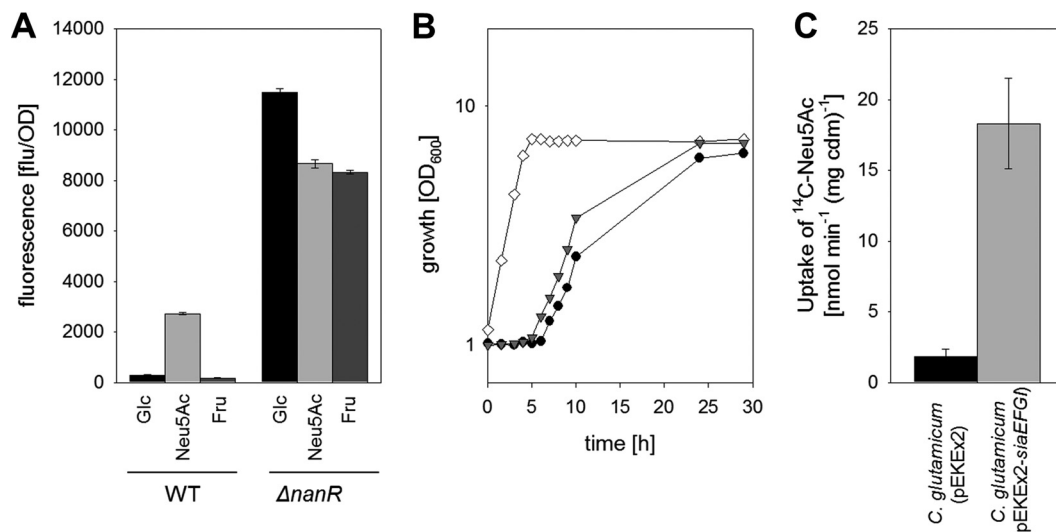 A
fluorescence [flu/OD]
14000
12000
10000
8000
6000
4000
2000
0
Glc
Neu5Ac
Fru
Glc
Neu5Ac
Fru
WT
ΔnanR
B
growth [OD600]
10
1
0 5 10 15 20 25 30
time [h]
C
Uptake of 14C-Neu5Ac
[nmol min-1 (mg cdm)-1]
25
20
15
10
5
0
C. glutamicum
(pEKEx2)
C. glutamicum
pEKEx2-siaEFGI)